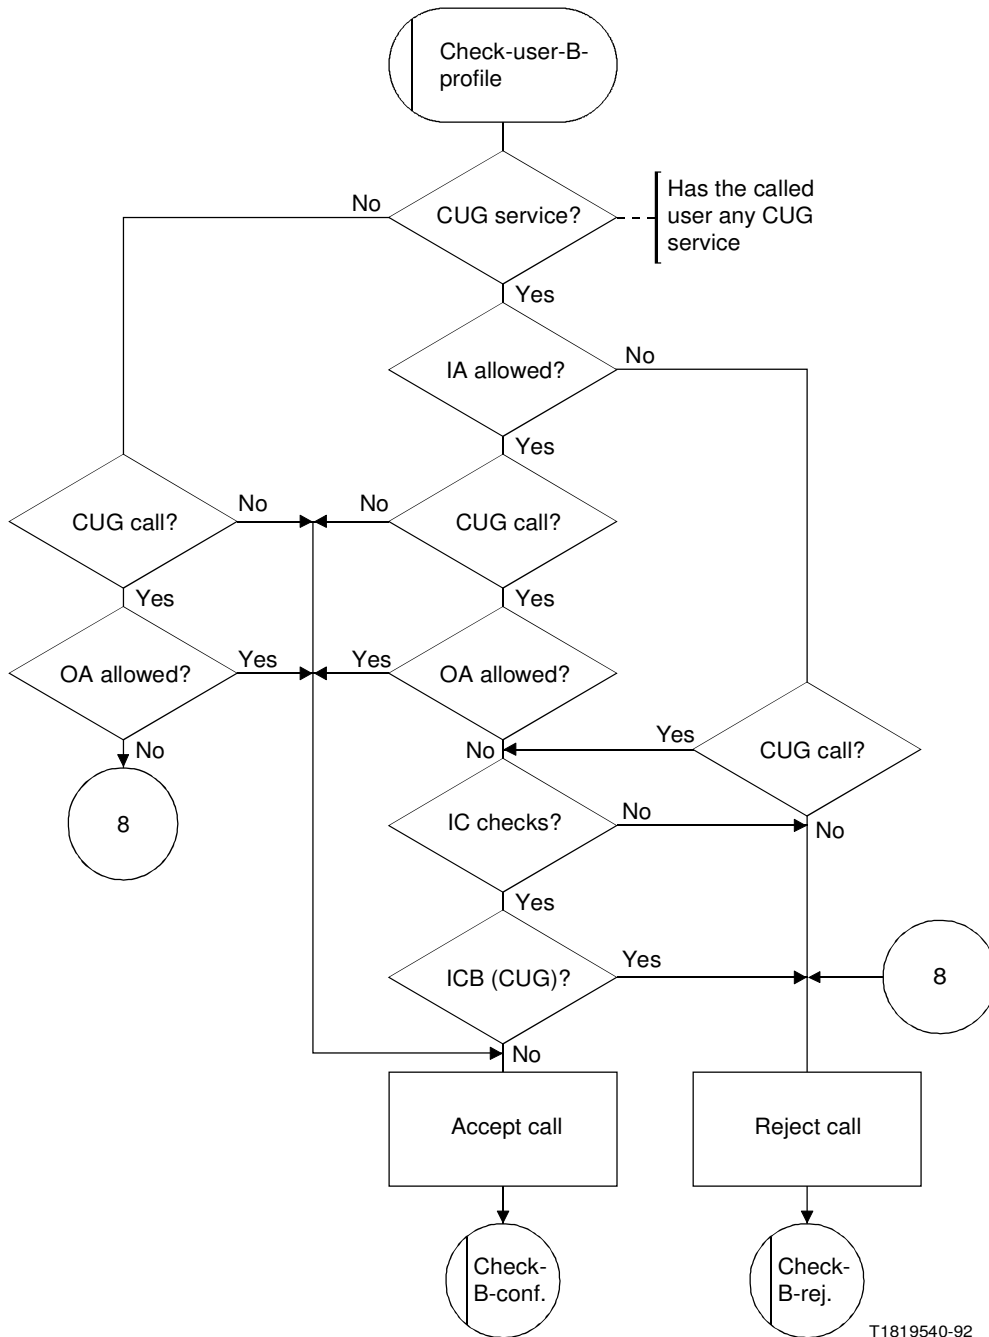 Check-user-B-
profile
No
CUG service?
Has the called
user any CUG
service
Yes
IA allowed?
No
Yes
CUG call?
No
No
CUG call?
Yes
Yes
OA allowed?
Yes
Yes
OA allowed?
No
No
Yes
CUG call?
8
IC checks?
No
No
Yes
ICB (CUG)?
Yes
8
No
Accept call
Reject call
Check-
B-conf.
Check-
B-rej.
T1819540-92